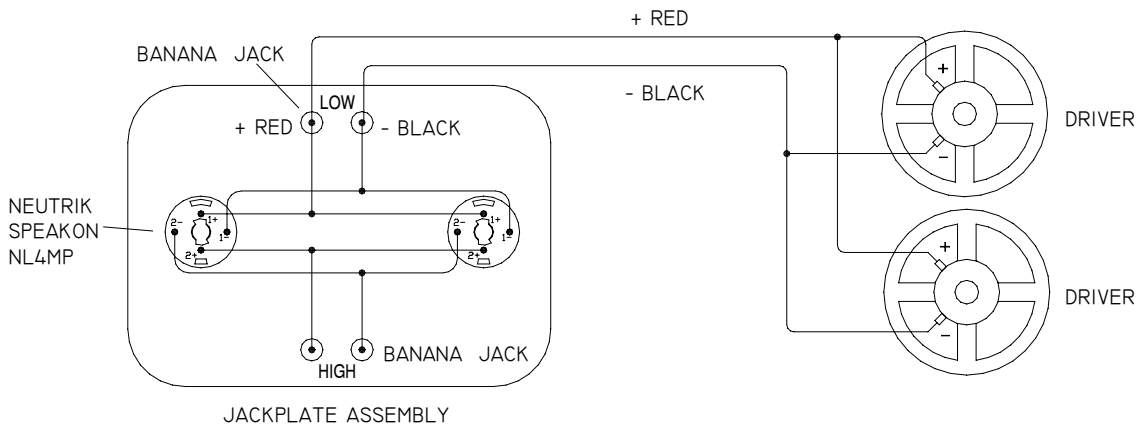 + RED
BANANA JACK
LOW
+ RED
- BLACK
- BLACK
+
-
DRIVER
NEUTRIK
SPEAKON
NL4MP
2-
1+
1-
2+
2-
1+
1-
2+
+
-
DRIVER
BANANA JACK
HIGH
JACKPLATE ASSEMBLY